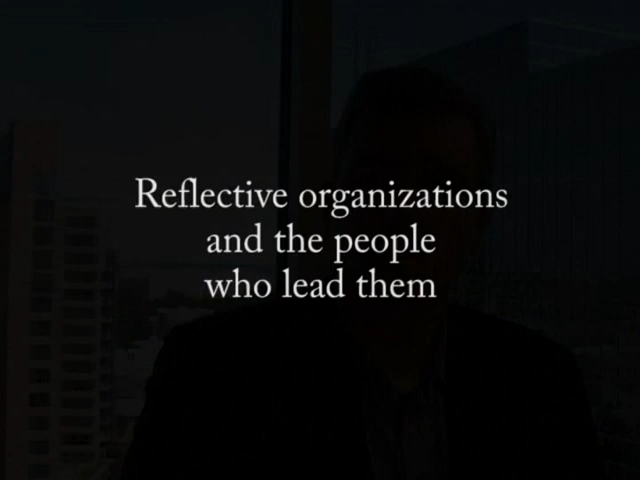 Reflective organizations
and the people
who lead them